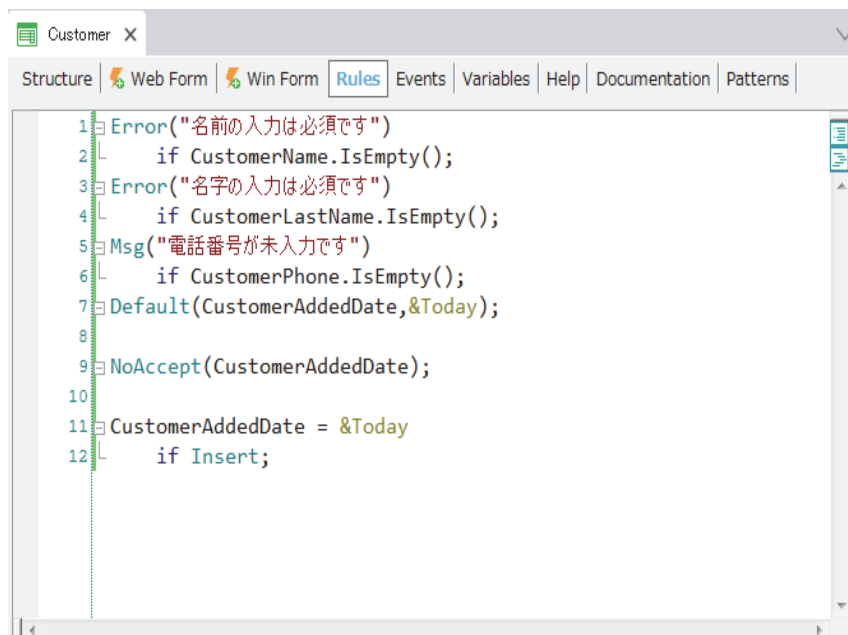 Customer
Structure Web Form Win Form Rules Events Variables Help Documentation Patterns
1 Error("名前の入力は必須です")
2 if CustomerName.IsEmpty();
3 Error("名字の入力は必須です")
4 if CustomerLastName.IsEmpty();
5 Msg("電話番号が未入力です")
6 if CustomerPhone.IsEmpty();
7 Default(CustomerAddedDate,&Today);
8
9 NoAccept(CustomerAddedDate);
10
11 CustomerAddedDate = &Today
12 if Insert;